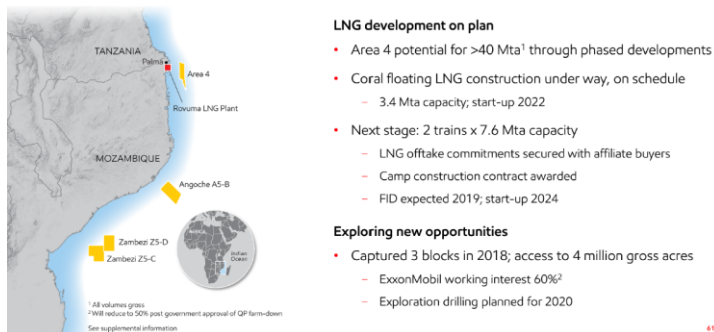 TANZANIA
Palma
Area 4
Rovuma LNG Plant
MOZAMBIQUE
Angoche A5-B
Zambezi Z5-D
Zambezi Z5-C
Indian
Ocean
1 All volumes gross
2 Will reduce to 50% post government approval of QP farm-down
See supplemental information
LNG development on plan
• Area 4 potential for >40 Mta1 through phased developments
• Coral floating LNG construction under way, on schedule
– 3.4 Mta capacity; start-up 2022
• Next stage: 2 trains x 7.6 Mta capacity
– LNG offtake commitments secured with affiliate buyers
– Camp construction contract awarded
– FID expected 2019; start-up 2024
Exploring new opportunities
• Captured 3 blocks in 2018; access to 4 million gross acres
– ExxonMobil working interest 60%2
– Exploration drilling planned for 2020
61